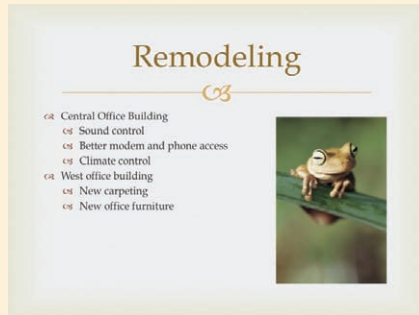 Remodeling
Central Office Building
Sound control
Better modem and phone access
Climate control
West office building
New carpeting
New office furniture